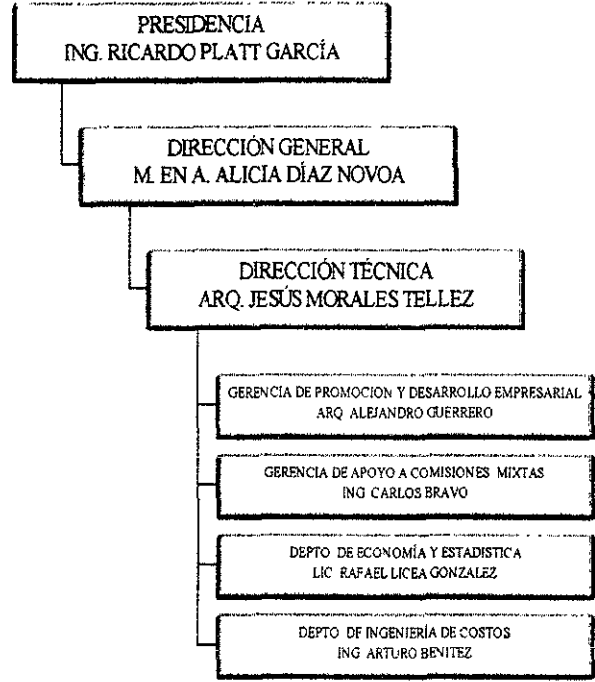 PRESIDENCIA
ING. RICARDO PLATT GARCÍA
DIRECCIÓN GENERAL
M. EN A. ALICIA DÍAZ NOVOA
DIRECCIÓN TÉCNICA
ARQ. JESÚS MORALES TELLEZ
GERENCIA DE PROMOCION Y DESARROLLO EMPRESARIAL
ARQ ALEJANDRO GUERRERO
GERENCIA DE APOYO A COMISIONES MIXTAS
ING CARLOS BRAVO
DEPTO DE ECONOMÍA Y ESTADISTICA
LIC RAFAEL LICEA GONZALEZ
DEPTO DE INGENIERÍA DE COSTOS
ING ARTURO BENITEZ